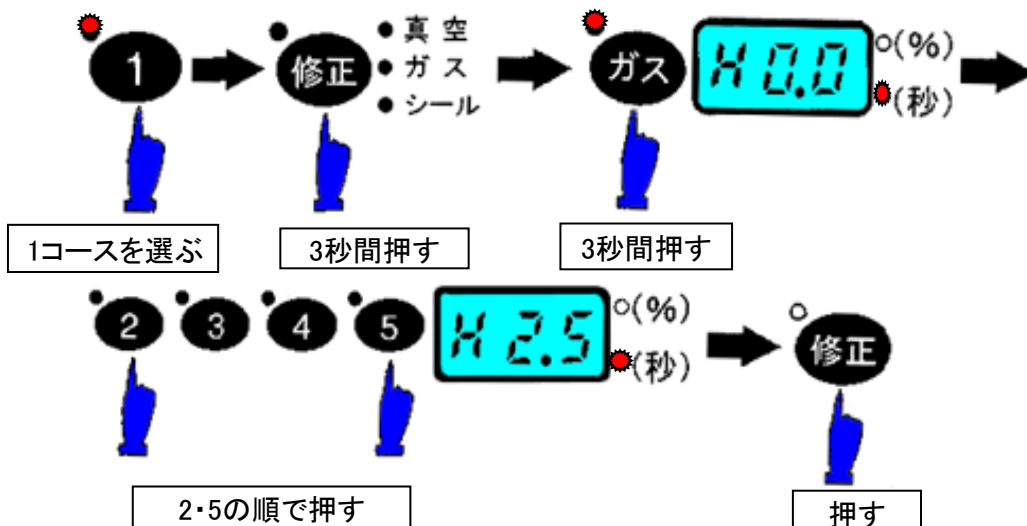 1
修正
真空
ガス
シール
ガス
H 0.0
(%)
(秒)
1コースを選ぶ
3秒間押す
3秒間押す
2
3
4
5
H 2.5
(%)
(秒)
修正
2・5の順で押す
押す